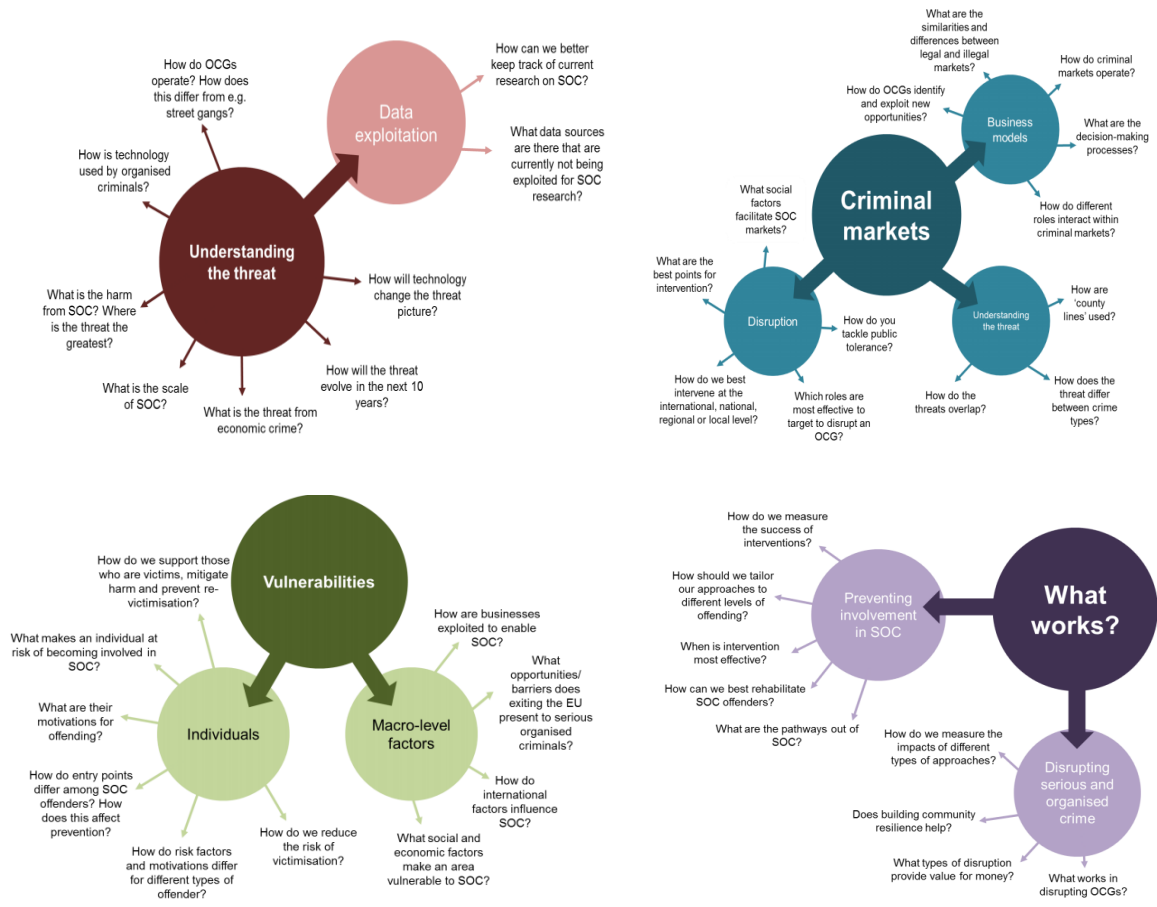 How do OCGs
operate? How does
this differ from e.g.
street gangs?
How can we better
keep track of current
research on SOC?
Data
exploitation
What data sources
are there that are
currently not being
exploited for SOC
research?
How is technology
used by organised
criminals?
Understanding
the threat
What is the harm
from SOC? Where
is the threat the
greatest?
How will technology
change the threat
picture?
What is the scale
of SOC?
What is the threat from
economic crime?
How will the threat
evolve in the next 10
years?
What are the
similarities and
differences between
legal and illegal
markets?
How do criminal
markets operate?
How do OCGs identify
and exploit new
opportunities?
Business
models
What are the
decision-making
processes?
How do different
roles interact within
criminal markets?
Criminal
markets
What social
factors
facilitate SOC
markets?
What are the
best points for
intervention?
Disruption
How do you
tackle public
tolerance?
How do we best
intervene at the
international, national,
regional or local level?
Which roles are
most effective to
target to disrupt an
OCG?
Understanding
the threat
How are
‘county
lines’ used?
How do the
threats overlap?
How does the
threat differ
between crime
types?
Vulnerabilities
How do we support those
who are victims, mitigate
harm and prevent re-
victimisation?
What makes an individual at
risk of becoming involved in
SOC?
What are their
motivations for
offending?
Individuals
How do entry points
differ among SOC
offenders? How
does this affect
prevention?
How do risk factors
and motivations differ
for different types of
offender?
How do we reduce
the risk of
victimisation?
How are businesses
exploited to enable
SOC?
Macro-level
factors
What
opportunities/
barriers does
exiting the EU
present to serious
organised
criminals?
How do
international
factors influence
SOC?
What social and
economic factors
make an area
vulnerable to SOC?
How do we measure
the success of
interventions?
How should we tailor
our approaches to
different levels of
offending?
Preventing
involvement
in SOC
What
works?
When is intervention
most effective?
How can we best rehabilitate
SOC offenders?
What are the pathways out of
SOC?
How do we measure the
impacts of different
types of approaches?
Disrupting
serious and
organised
crime
Does building community
resilience help?
What types of disruption
provide value for money?
What works in
disrupting OCGs?